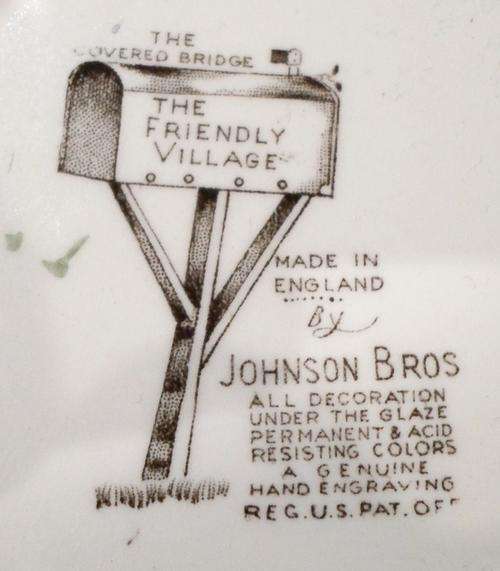 THE
COVERED BRIDGE
THE
FRIENDLY
VILLAGE
MADE IN
ENGLAND
By
JOHNSON BROS
ALL DECORATION
UNDER THE GLAZE
PERMANENT & ACID
RESISTING COLORS
A GENUINE
HAND ENGRAVING
REG.U.S.PAT.OFF